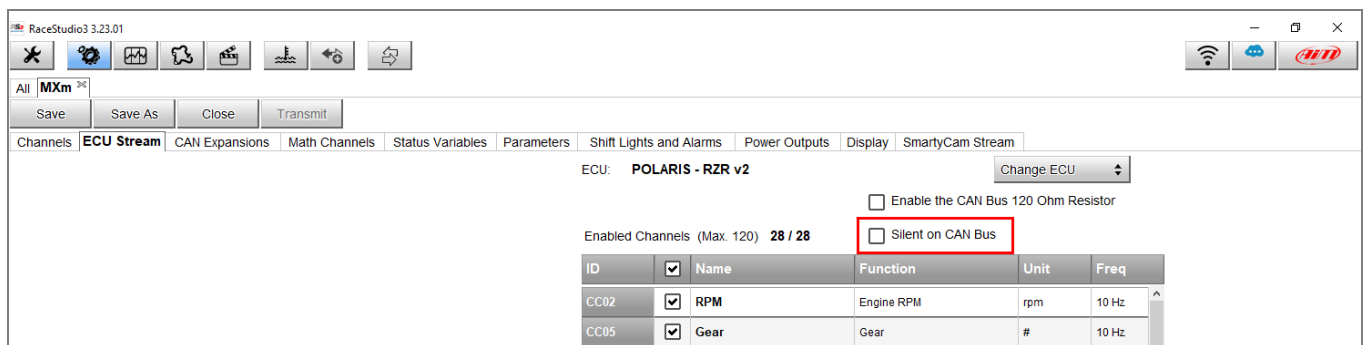 RaceStudio3 3.23.01
AiM
All MXm
Save Save As Close Transmit
Channels ECU Stream CAN Expansions Math Channels Status Variables Parameters Shift Lights and Alarms Power Outputs Display SmartyCam Stream
ECU: POLARIS - RZR v2 Change ECU
Enable the CAN Bus 120 Ohm Resistor
Enabled Channels (Max. 120) 28 / 28 Silent on CAN Bus
ID Name Function Unit Freq
CC02 RPM Engine RPM rpm 10 Hz
CC05 Gear Gear # 10 Hz